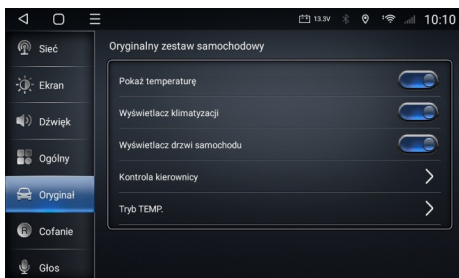 13.3V
10:10
Sieć
Ekran
Dźwięk
Ogólny
Oryginał
R Cofanie
Głos
Oryginalny zestaw samochodowy
Pokaż temperaturę
Wyświetlacz klimatyzacji
Wyświetlacz drzwi samochodu
Kontrola kierownicy
Tryb TEMP.